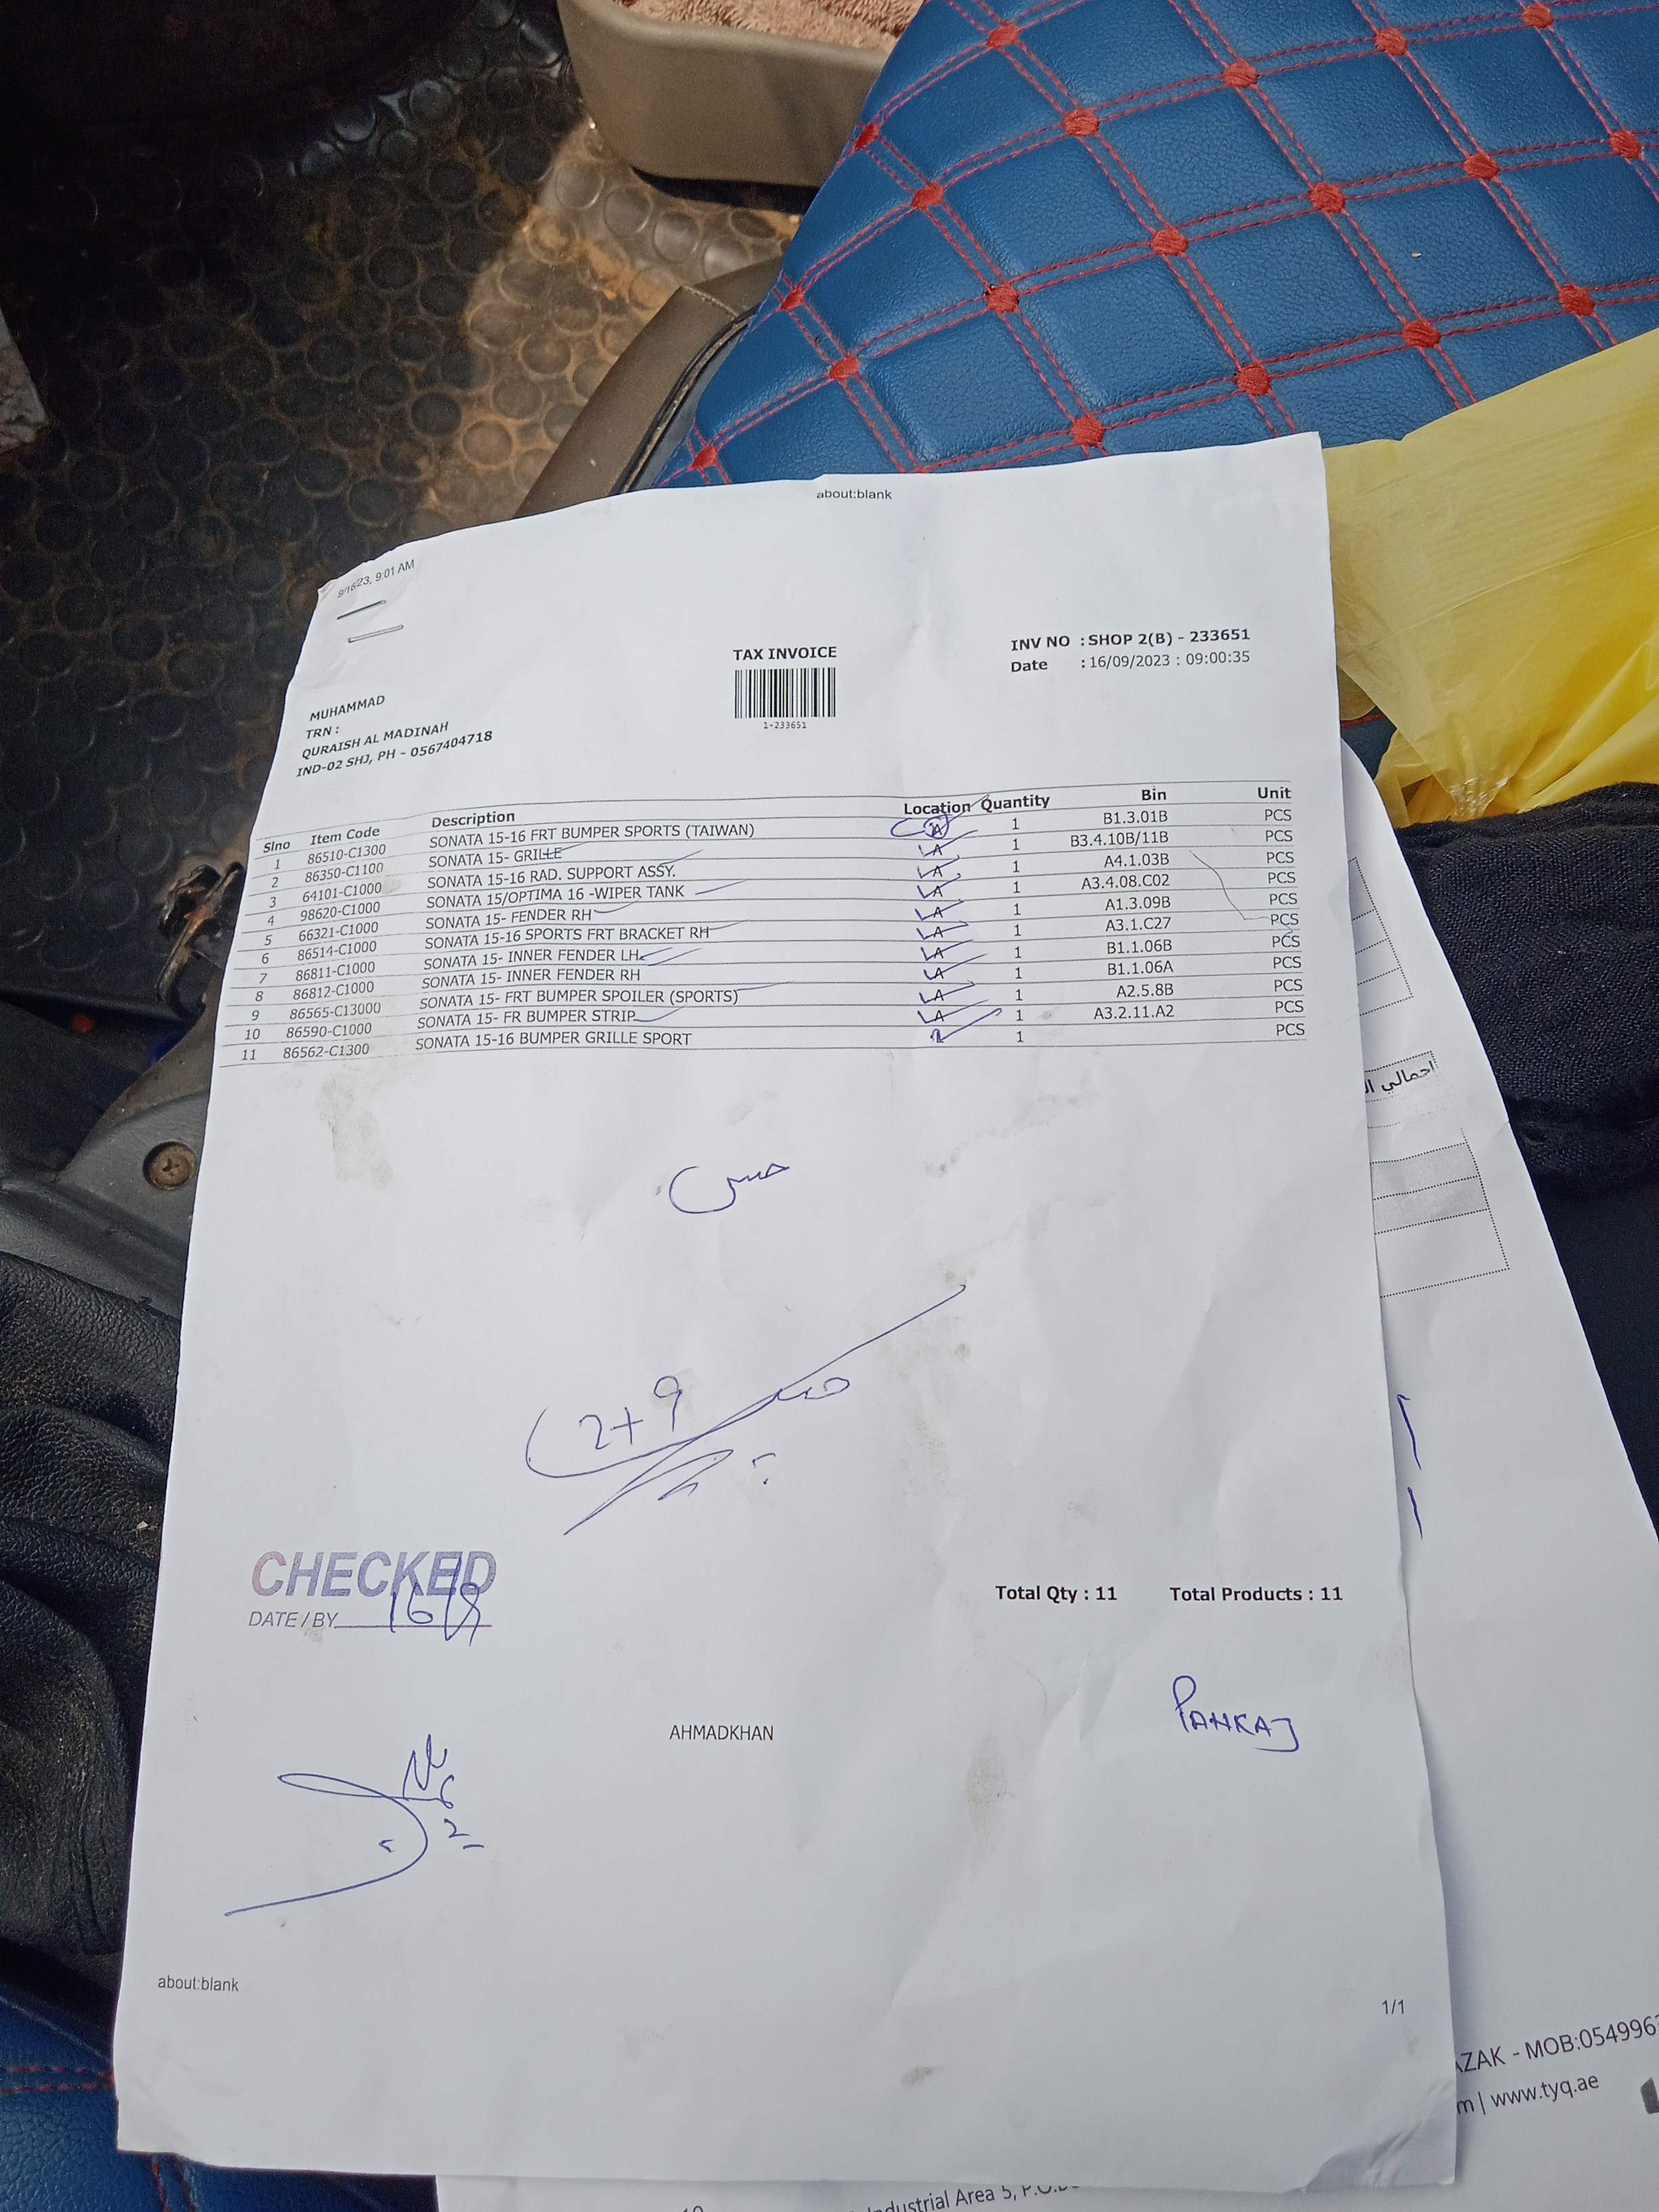 about:blank
9/16/23, 9:01 AM
TAX INVOICE
1-233651
INV NO : SHOP 2(B) - 233651
Date : 16/09/2023 : 09:00:35
MUHAMMAD
TRN :
QURAISH AL MADINAH
IND-02 SHJ, PH - 0567404718
Slno Item Code Description Location Quantity Bin Unit
1 86510-C1300 SONATA 15-16 FRT BUMPER SPORTS (TAIWAN) A 1 B1.3.01B PCS
2 86350-C1100 SONATA 15- GRILLE A 1 B3.4.10B/11B PCS
3 64101-C1000 SONATA 15-16 RAD. SUPPORT ASSY. A 1 A4.1.03B PCS
4 98620-C1000 SONATA 15/OPTIMA 16 -WIPER TANK A 1 A3.4.08.C02 PCS
5 66321-C1000 SONATA 15- FENDER RH A 1 A1.3.09B PCS
6 86514-C1000 SONATA 15-16 SPORTS FRT BRACKET RH A 1 A3.1.C27 PCS
7 86811-C1000 SONATA 15- INNER FENDER LH A 1 B1.1.06B PCS
8 86812-C1000 SONATA 15- INNER FENDER RH A 1 B1.1.06A PCS
9 86565-C13000 SONATA 15- FRT BUMPER SPOILER (SPORTS) A 1 A2.5.8B PCS
10 86590-C1000 SONATA 15- FR BUMPER STRIP A 1 A3.2.11.A2 PCS
11 86562-C1300 SONATA 15-16 BUMPER GRILLE SPORT 1 PCS
2+9
CHECKED
DATE/BY 16/9
Total Qty : 11 Total Products : 11
AHMADKHAN
PANKAJ
about:blank
1/1
اجمالي
AZAK - MOB:054996
m | www.tyq.ae
Industrial Area 5, P.O.